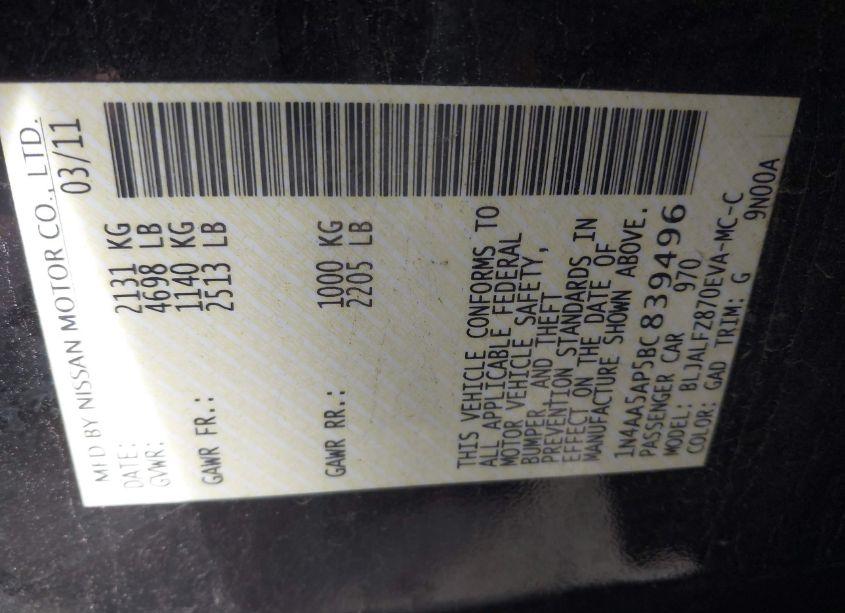 MFD BY NISSAN MOTOR CO., LTD.
DATE: 03/11
GVWR: 2131 KG
4698 LB
GAWR FR.: 1140 KG
2513 LB
GAWR RR.: 1000 KG
2205 LB
THIS VEHICLE CONFORMS TO
ALL APPLICABLE FEDERAL
MOTOR VEHICLE SAFETY,
BUMPER, AND THEFT
PREVENTION STANDARDS IN
EFFECT ON THE DATE OF
MANUFACTURE SHOWN ABOVE.
1N4AA5AP5BC839496
PASSENGER CAR 970
MODEL: BLJALFZ870EVA-MC-C
COLOR: GAD TRIM: G 9N00A